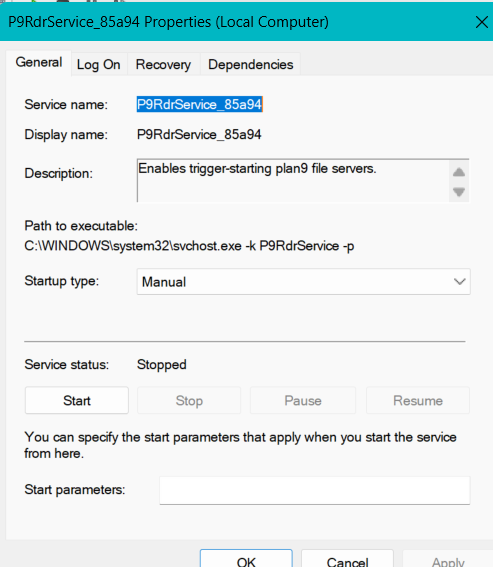 P9RdrService_85a94 Properties (Local Computer)
General Log On Recovery Dependencies
Service name: P9RdrService_85a94
Display name: P9RdrService_85a94
Description: Enables trigger-starting plan9 file servers.
Path to executable:
C:\WINDOWS\system32\svchost.exe -k P9RdrService -p
Startup type: Manual
Service status: Stopped
Start Stop Pause Resume
You can specify the start parameters that apply when you start the service
from here.
Start parameters:
OK Cancel Apply